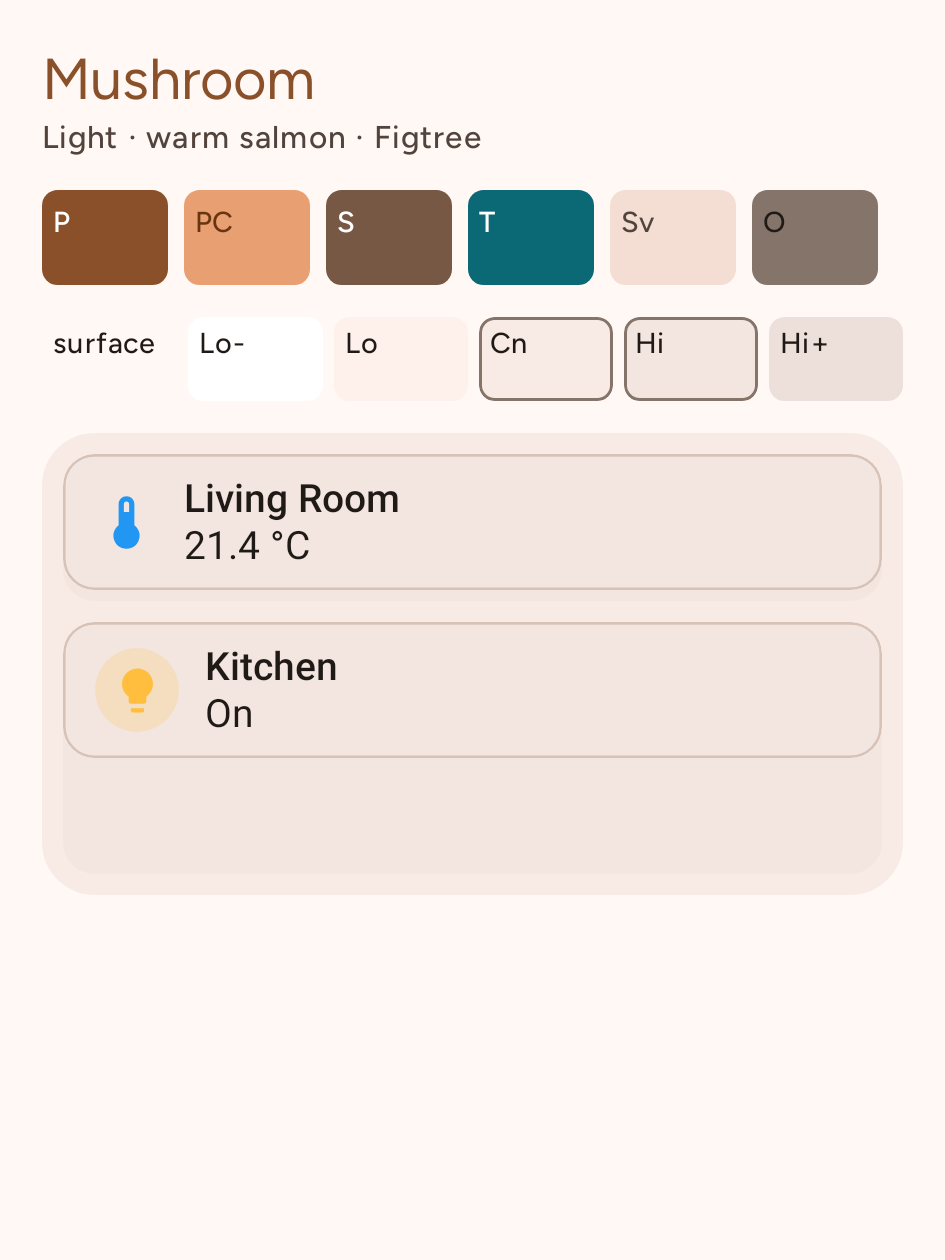 Mushroom
Light · warm salmon · Figtree
P PC S T Sv O
surface Lo- Lo Cn Hi Hi+
Living Room
21.4 °C
Kitchen
On